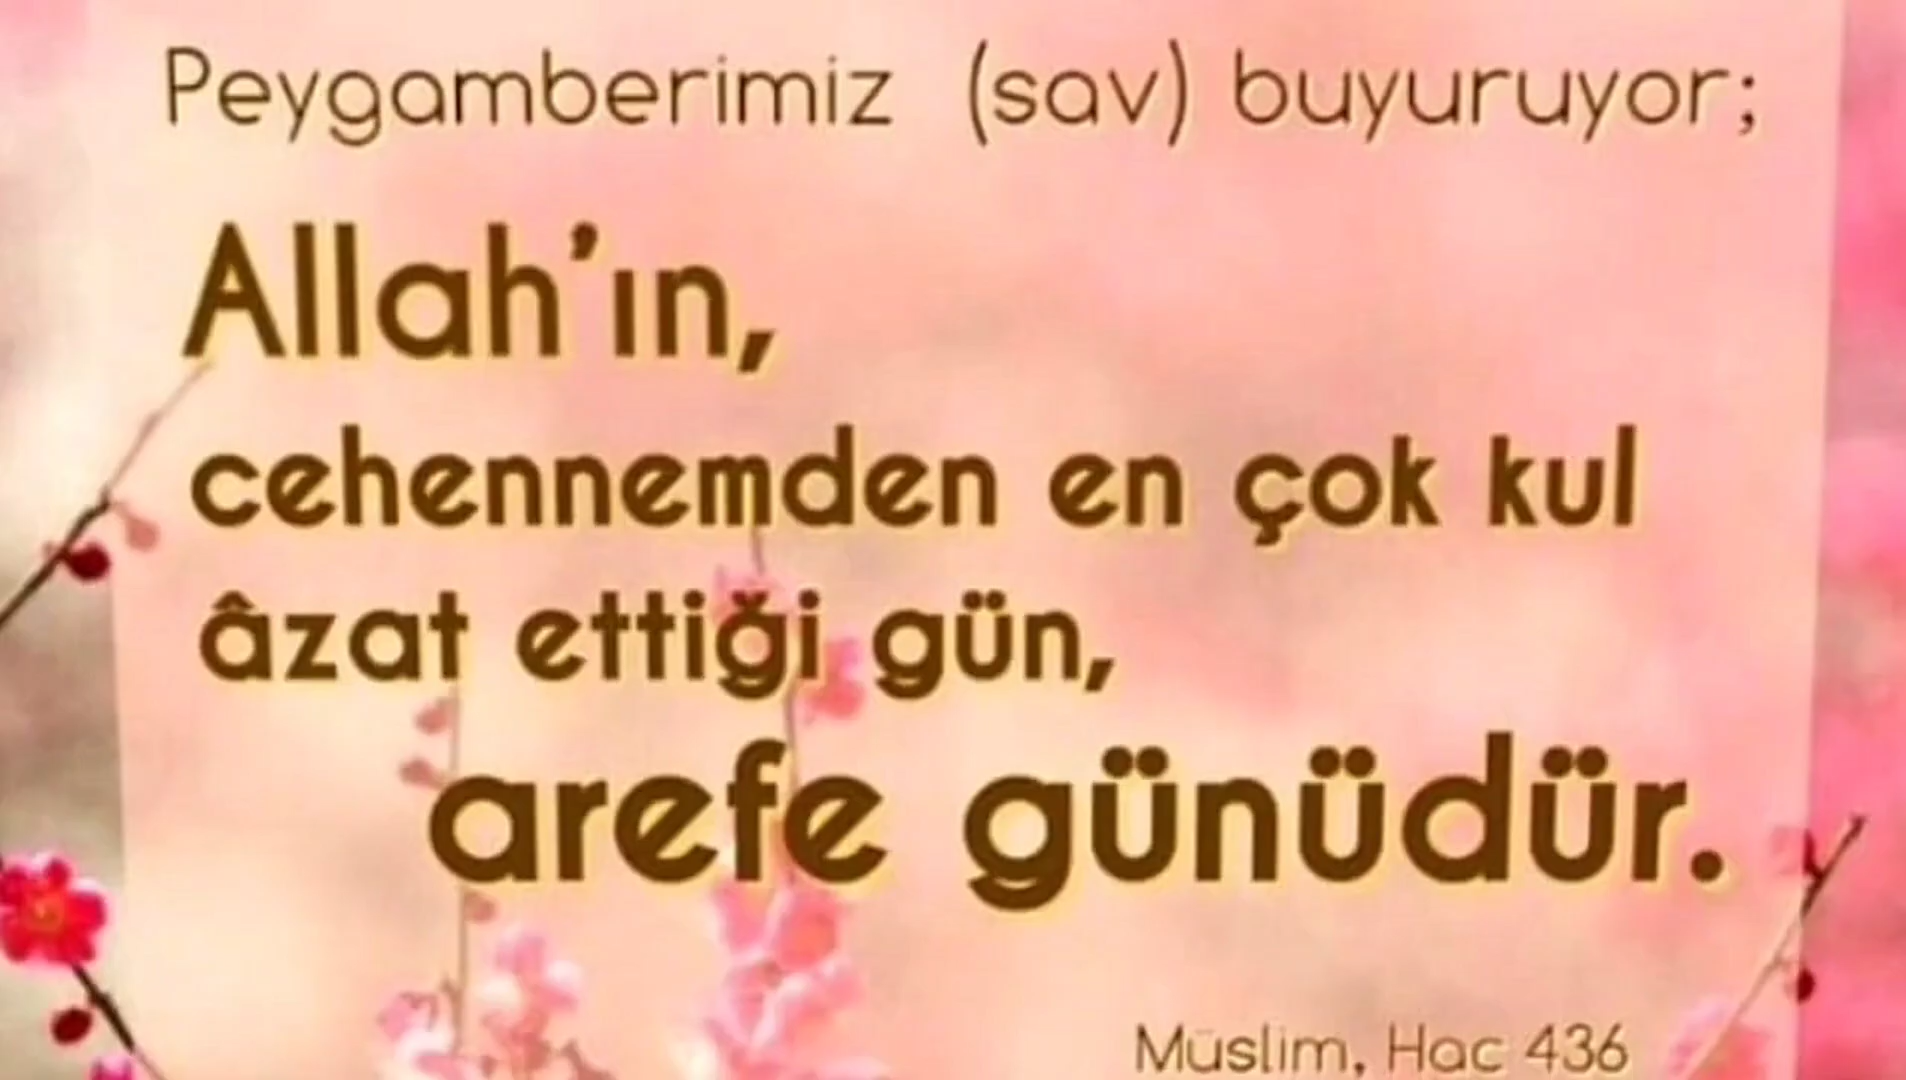 Peygamberimiz (sav) buyuruyor;
Allah'ın,
cehennemden en çok kul
âzat ettiği gün,
arefe günüdür.
Müslim, Hac 436